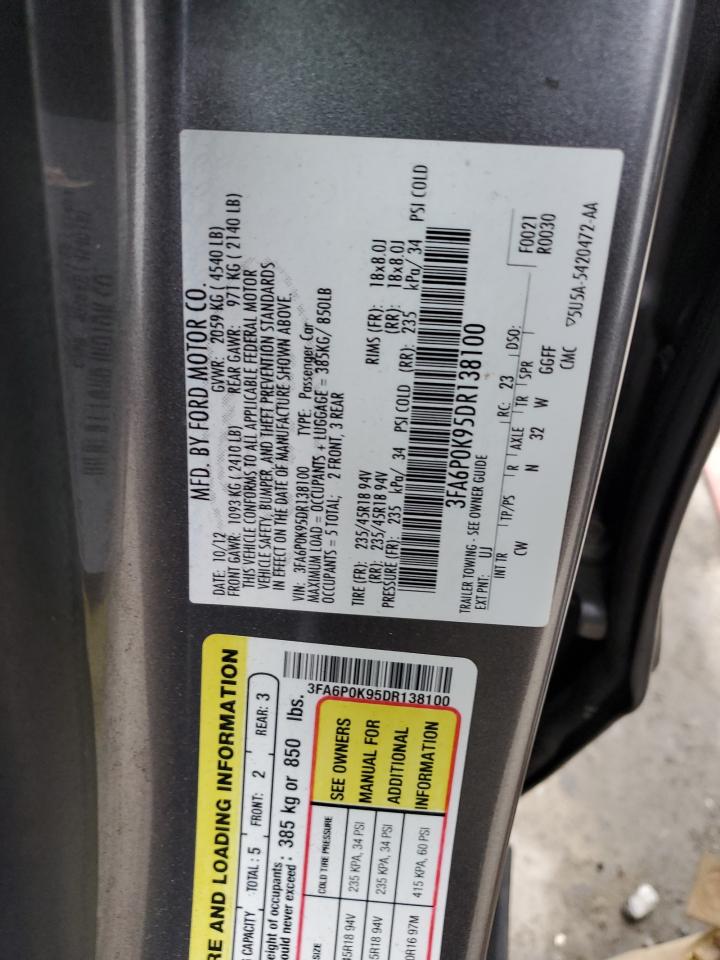 MFD. BY FORD MOTOR CO.
DATE: 10/12 GVWR: 2059 KG ( 4540 LB)
FRONT GAWR: 1093 KG ( 2410 LB) REAR GAWR: 971 KG ( 2140 LB)
THIS VEHICLE CONFORMS TO ALL APPLICABLE FEDERAL MOTOR
VEHICLE SAFETY, BUMPER, AND THEFT PREVENTION STANDARDS
IN EFFECT ON THE DATE OF MANUFACTURE SHOWN ABOVE.
VIN: 3FA6P0K95DR138100 TYPE: Passenger Car
MAXIMUM LOAD = OCCUPANTS + LUGGAGE = 385KG/ 850LB
OCCUPANTS = 5 TOTAL; 2 FRONT, 3 REAR
TIRE (FR): 235/45R18 94V RIMS (FR): 18x8.0J
(RR): 235/45R18 94V (RR): 18x8.0J
PRESSURE (FR): 235 kPa/ 34 PSI COLD (RR): 235 kPa/ 34 PSI COLD
3FA6P0K95DR138100
TRAILER TOWING - SEE OWNER GUIDE
EXT PNT: UJ RC: 23 DSO:
INT TR TP/PS R AXLE TR SPR
CW N 32 W GGFF
CMC
F0021
R0030
▽5U5A-5420472-AA
RE AND LOADING INFORMATION
CAPACITY TOTAL: 5 FRONT: 2 REAR: 3
eight of occupants
ould never exceed : 385 kg or 850 lbs.
3FA6P0K95DR138100
SIZE COLD TIRE PRESSURE
45R18 94V 235 KPA, 34 PSI
5R18 94V 235 KPA, 34 PSI
0R16 97M 415 KPA, 60 PSI
SEE OWNERS
MANUAL FOR
ADDITIONAL
INFORMATION